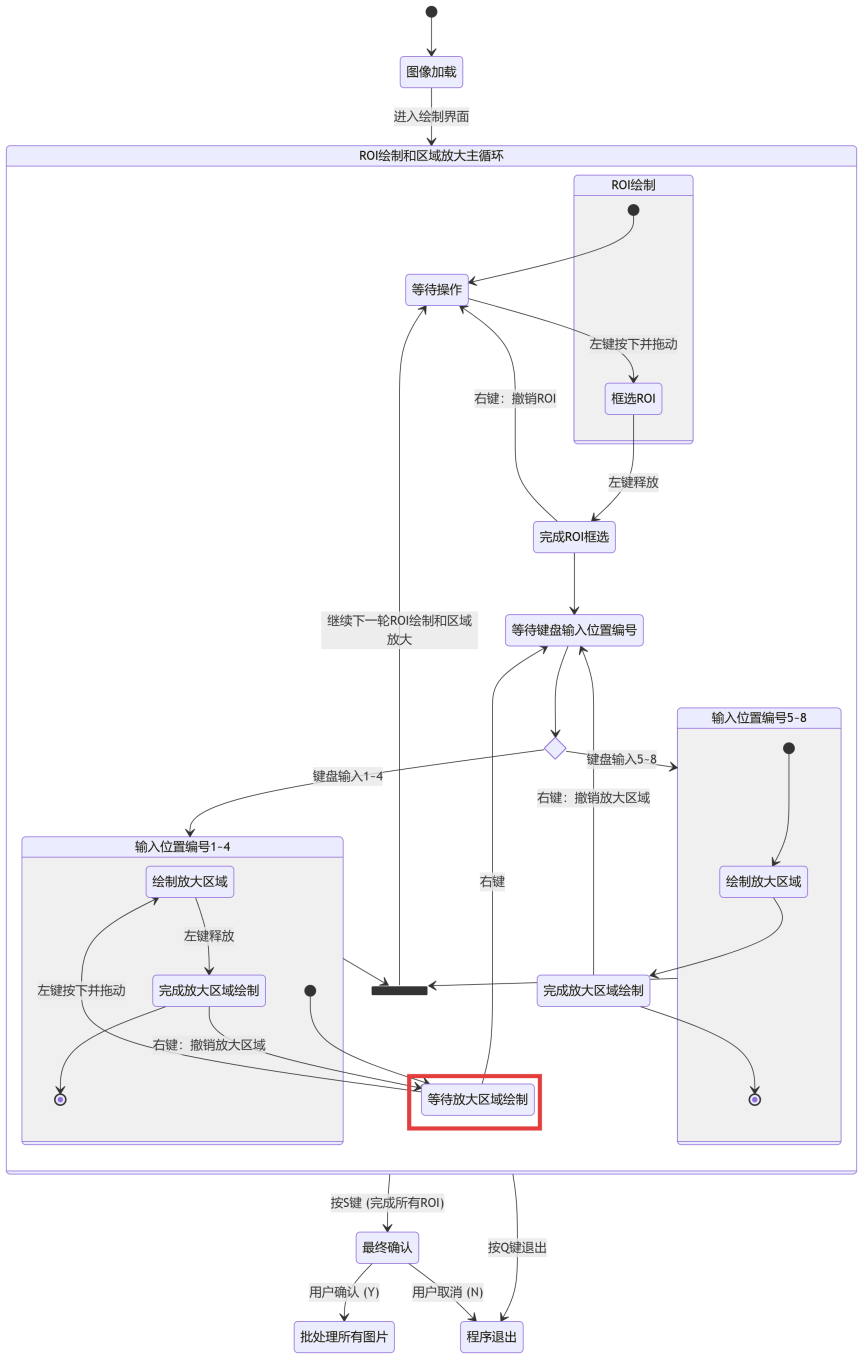 图像加载
进入绘制界面
ROI绘制和区域放大主循环
ROI绘制
等待操作
左键按下并拖动
右键：撤销ROI
框选ROI
左键释放
完成ROI框选
继续下一轮ROI绘制和区域
放大
等待键盘输入位置编号
输入位置编号5~8
键盘输入5~8
键盘输入1~4
右键：撤销放大区域
输入位置编号1~4
绘制放大区域
右键
绘制放大区域
左键释放
左键按下并拖动
完成放大区域绘制
完成放大区域绘制
右键：撤销放大区域
等待放大区域绘制
按S键 (完成所有ROI)
最终确认
按Q键退出
用户确认 (Y)
用户取消 (N)
批处理所有图片
程序退出